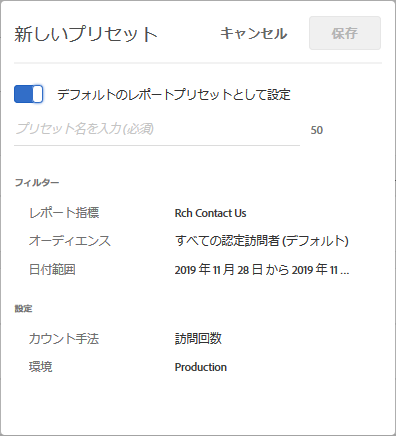 新しいプリセット キャンセル 保存
デフォルトのレポートプリセットとして設定
プリセット名を入力 (必須) 50
フィルター
レポート指標 Rch Contact Us
オーディエンス すべての認定訪問者 (デフォルト)
日付範囲 2019 年 11 月 28 日 から 2019 年 11 ...
設定
カウント手法 訪問回数
環境 Production